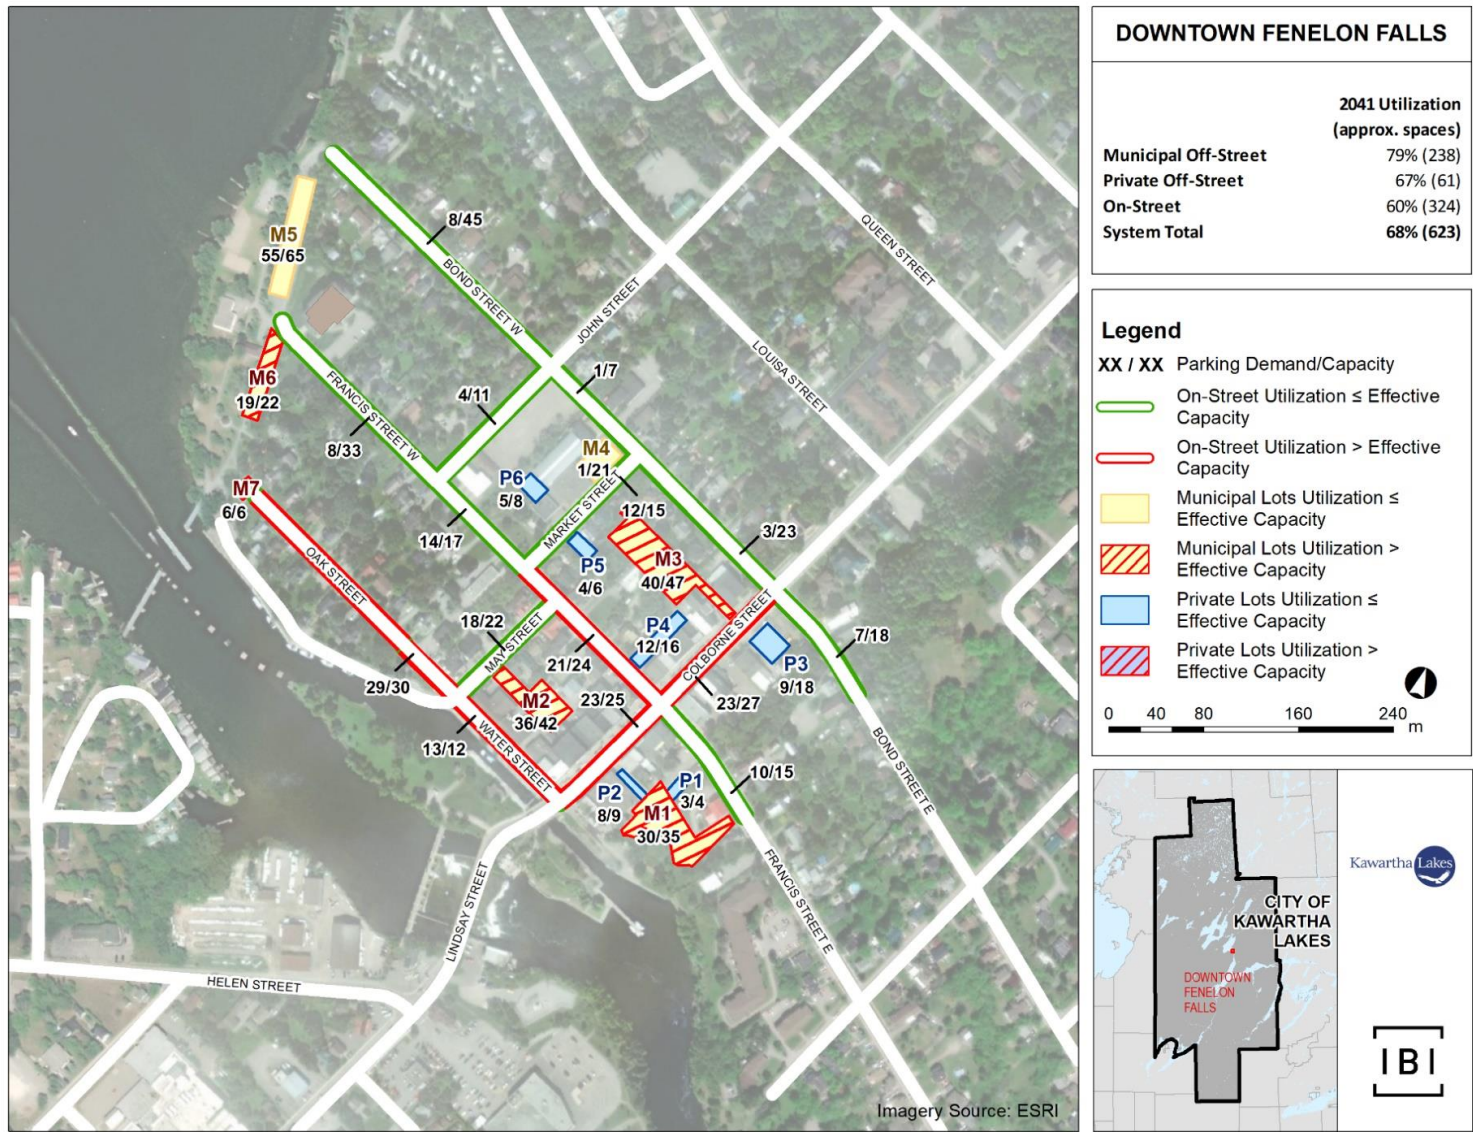 DOWNTOWN FENELON FALLS
2041 Utilization
(approx. spaces)
Municipal Off-Street 79% (238)
Private Off-Street 67% (61)
On-Street 60% (324)
System Total 68% (623)
Legend
XX / XX Parking Demand/Capacity
On-Street Utilization ≤ Effective
Capacity
On-Street Utilization > Effective
Capacity
Municipal Lots Utilization ≤
Effective Capacity
Municipal Lots Utilization >
Effective Capacity
Private Lots Utilization ≤
Effective Capacity
Private Lots Utilization >
Effective Capacity
0 40 80 160 240
m
CITY OF
KAWARTHA
LAKES
DOWNTOWN
FENELON
FALLS
Kawartha Lakes
IBI
8/45
M5
55/65
BOND STREET W
QUEEN STREET
JOHN STREET
LOUISA STREET
1/7
4/11
M6
19/22
FRANCIS STREET W
8/33
M4
1/21
P6
5/8
M7
6/6
12/15
MARKET STREET
14/17
3/23
P5
4/6
M3
40/47
OAK STREET
18/22
MAY STREET
P4
12/16
COLBORNE STREET
7/18
21/24
P3
9/18
29/30
M2
36/42
23/25
23/27
13/12
WATER STREET
BOND STREET E
10/15
P2
8/9
P1
3/4
M1
30/35
FRANCIS STREET E
LINDSAY STREET
HELEN STREET
Imagery Source: ESRI